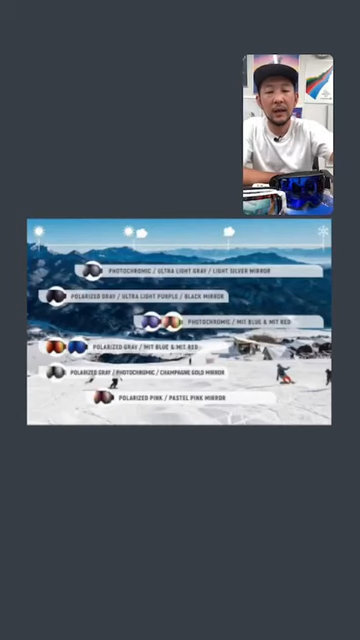 PHOTOCHROMIC / ULTRA LIGHT GRAY / LIGHT SILVER MIRROR
POLARIZED GRAY / ULTRA LIGHT PURPLE / BLACK MIRROR
PHOTOCHROMIC / MIT BLUE & MIT RED
POLARIZED GRAY / MIT BLUE & MIT RED
POLARIZED GRAY / PHOTOCHROMIC / CHAMPAGNE GOLD MIRROR
POLARIZED PINK / PASTEL PINK MIRROR